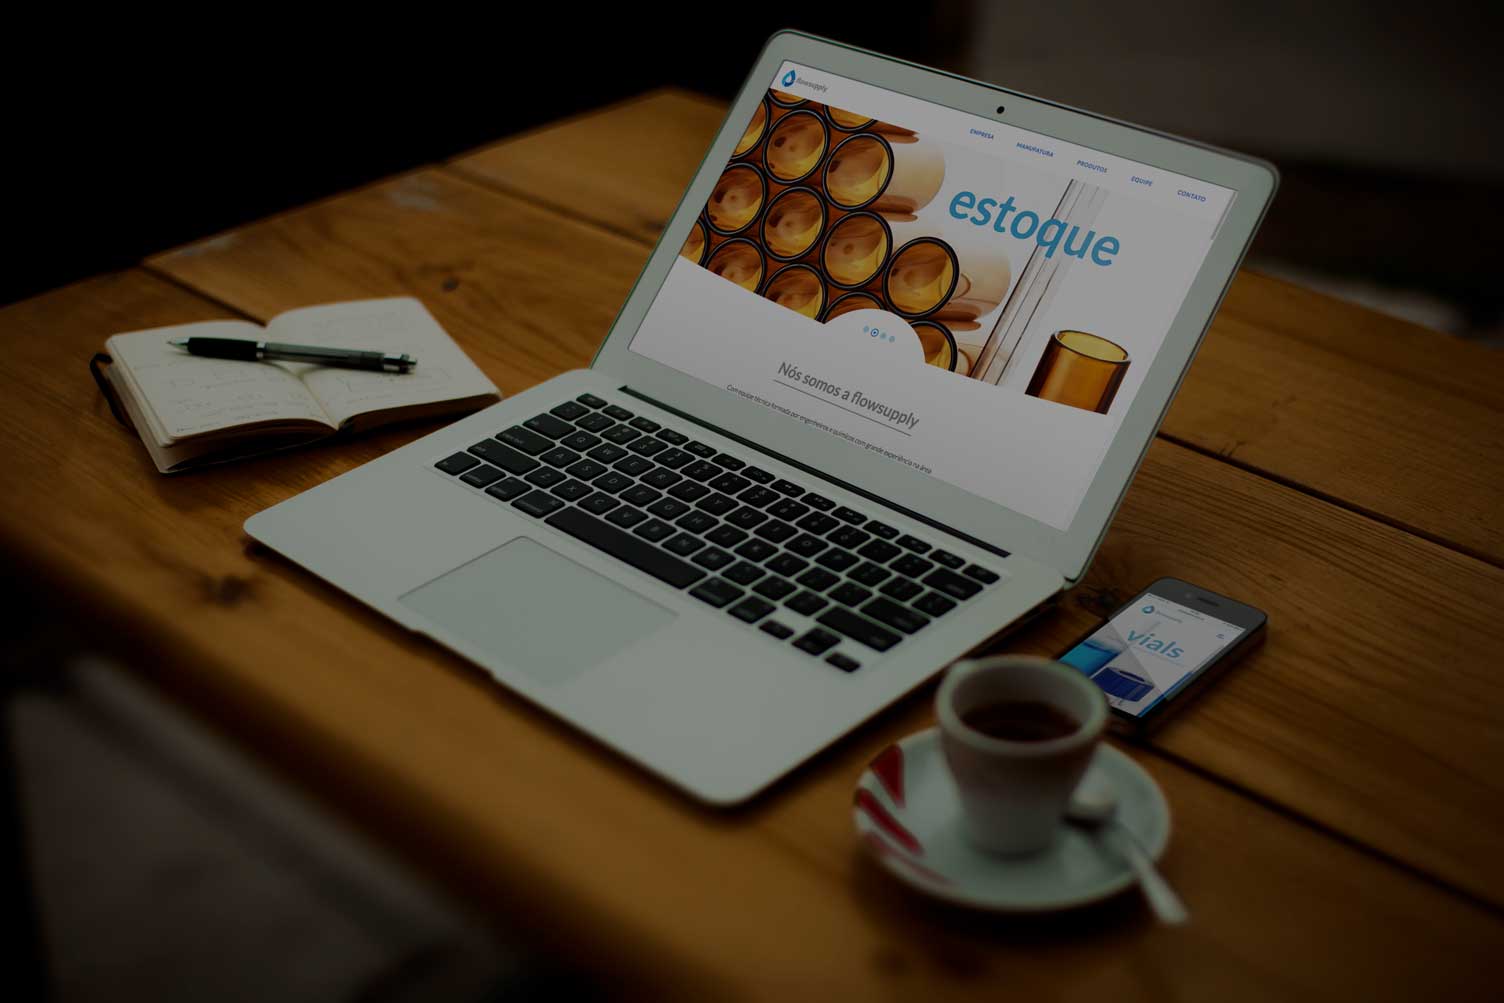 flowsupply
EMPRESA
MANUFATURA
PRODUTOS
EQUIPE
CONTATO
estoque
Nós somos a flowsupply
Com equipe técnica formada por engenheiros e químicos com grande experiência na área
flowsupply
vials